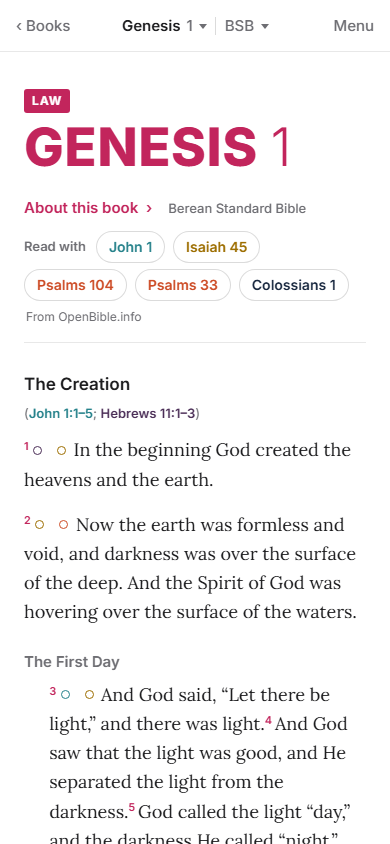 ‹ Books Genesis 1 BSB Menu
LAW
GENESIS 1
About this book › Berean Standard Bible
Read with John 1 Isaiah 45
Psalms 104 Psalms 33 Colossians 1
From OpenBible.info
The Creation
(John 1:1–5; Hebrews 11:1–3)
1 In the beginning God created the
heavens and the earth.
2 Now the earth was formless and
void, and darkness was over the surface
of the deep. And the Spirit of God was
hovering over the surface of the waters.
The First Day
3 And God said, “Let there be
light,” and there was light.4 And God
saw that the light was good, and He
separated the light from the
darkness.5 God called the light “day,”
and the darkness He called “night.”